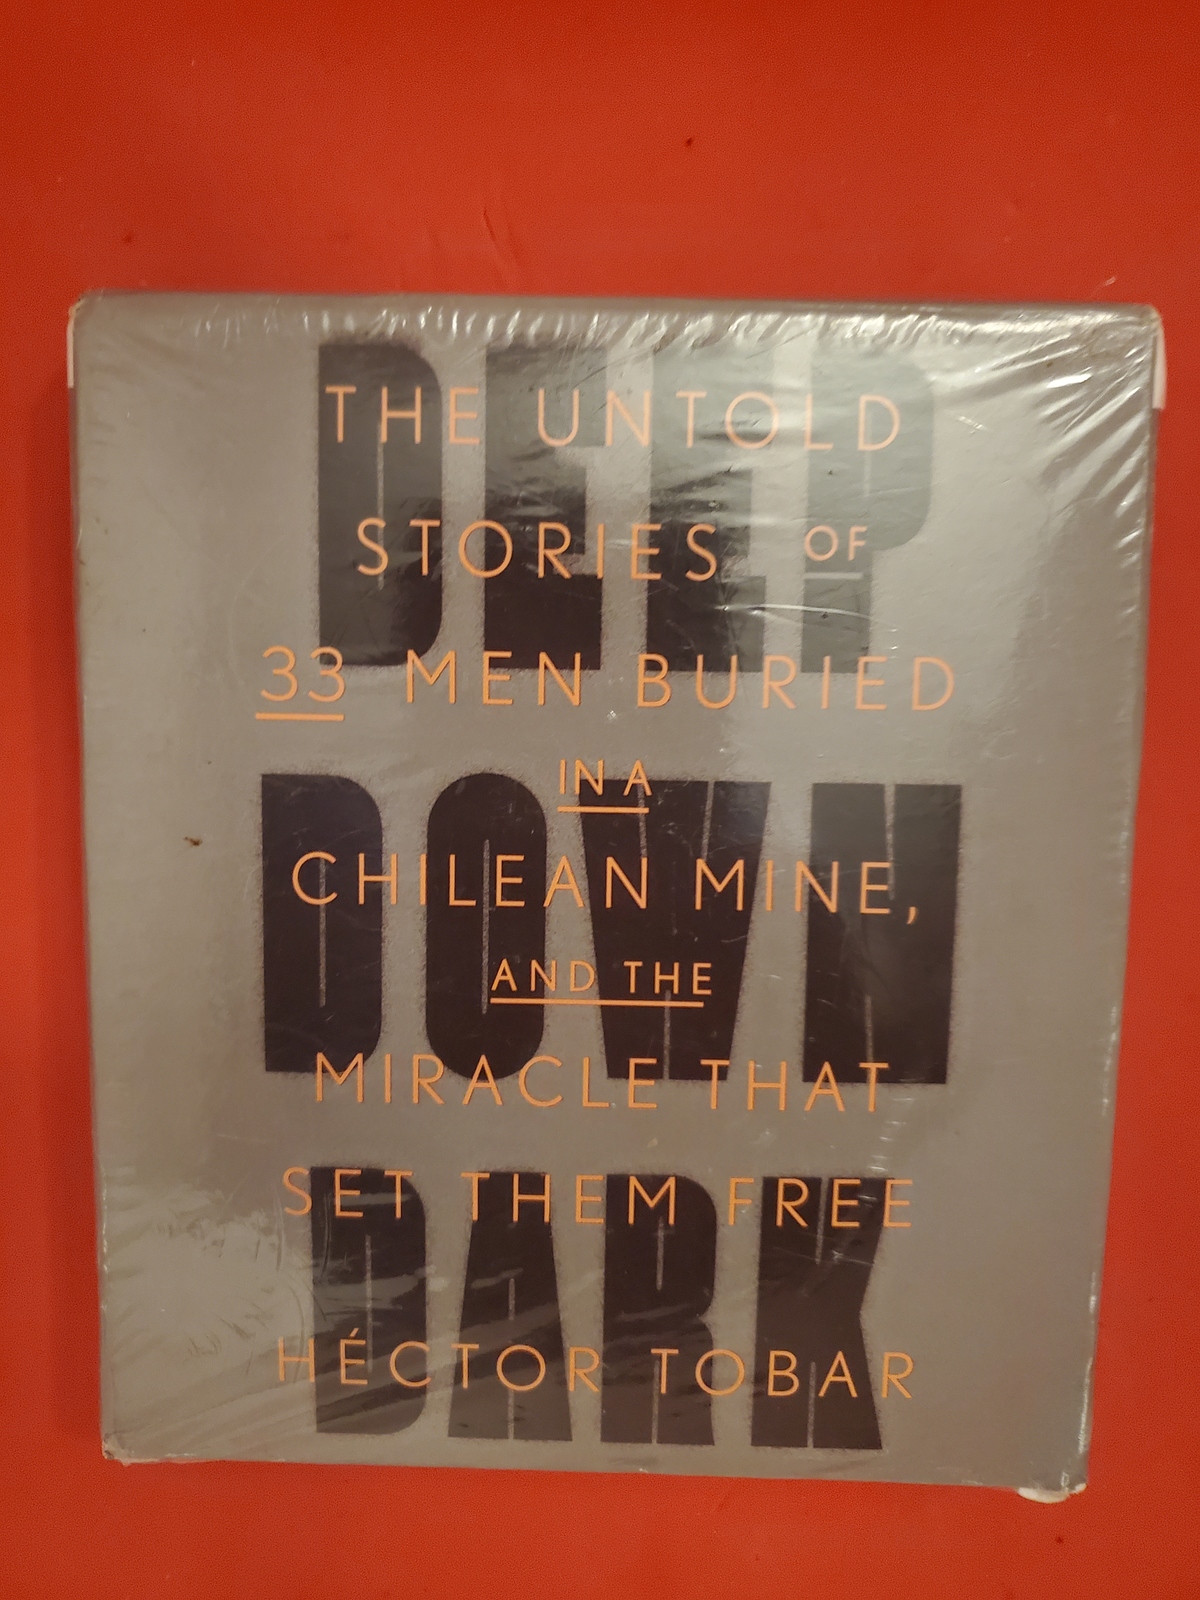 DEEP
THE UNTOLD
STORIES OF
33 MEN BURIED
IN A
DOWN
CHILEAN MINE,
AND THE
MIRACLE THAT
SET THEM FREE
DARK
HÉCTOR TOBAR